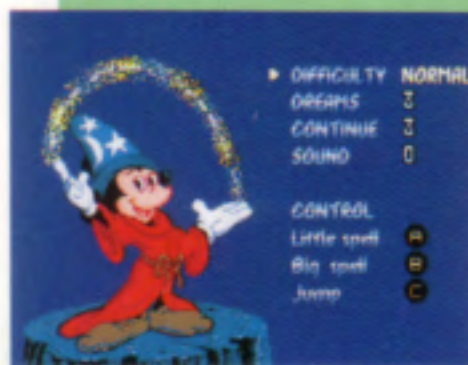 DIFFICULTY NORMAL
DREAMS 3
CONTINUE 3
SOUND 0
CONTROL
Little spell A
Big spell B
Jump C